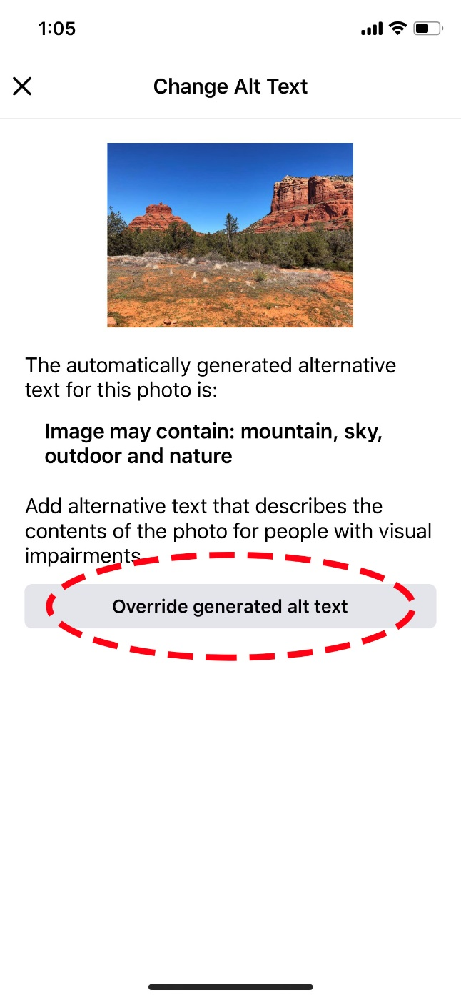 1:05
Change Alt Text
The automatically generated alternative
text for this photo is:
Image may contain: mountain, sky,
outdoor and nature
Add alternative text that describes the
contents of the photo for people with visual
impairments
Override generated alt text